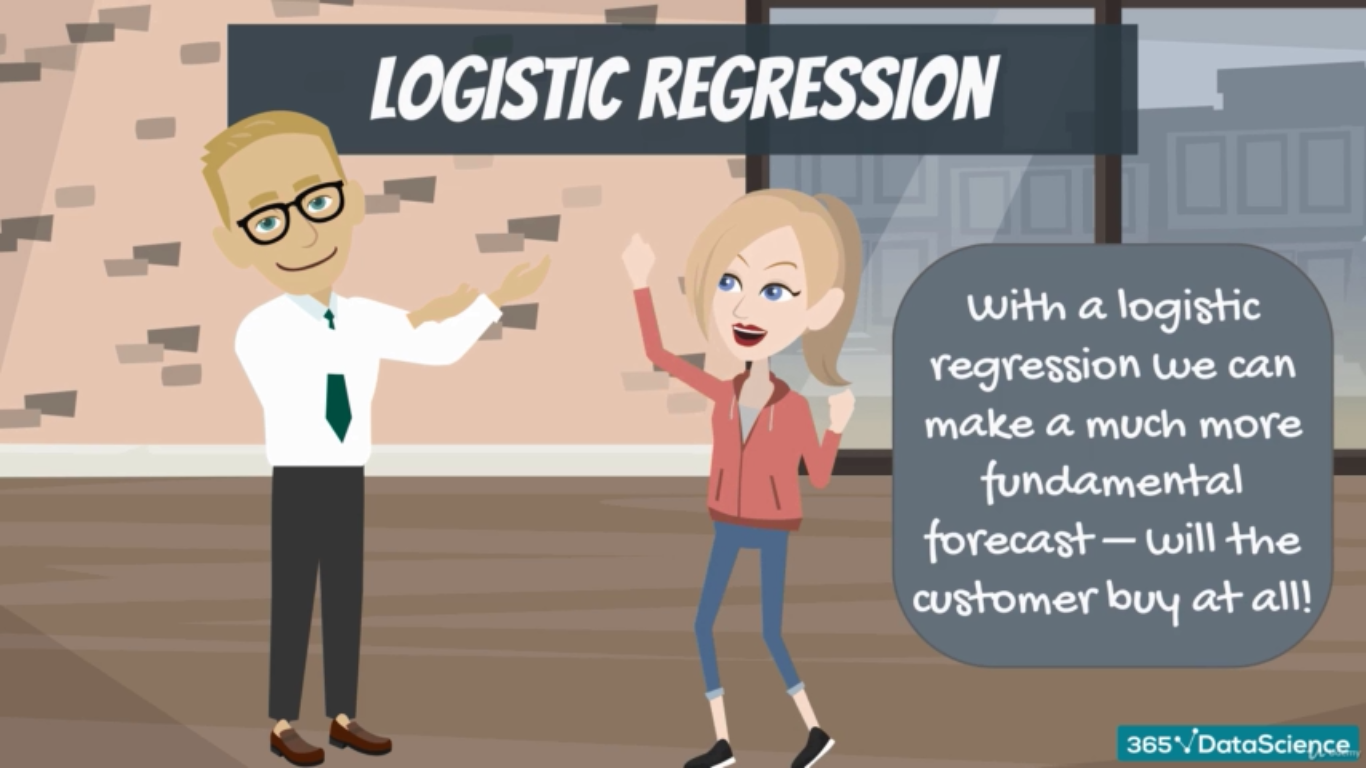 LOGISTIC REGRESSION
With a logistic
regression we can
make a much more
fundamental
forecast — will the
customer buy at all!
365 DataScience
Udemy